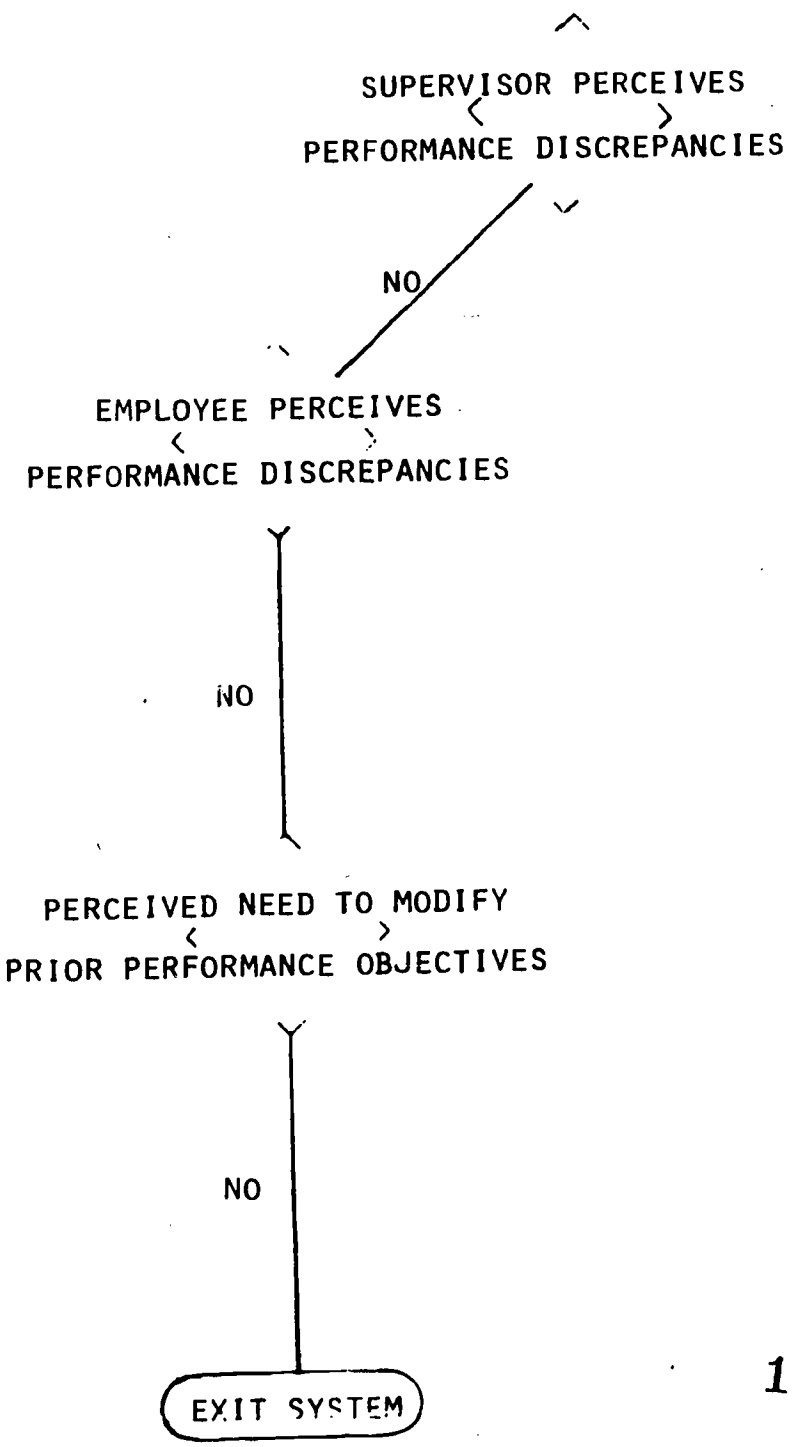 SUPERVISOR PERCEIVES
PERFORMANCE DISCREPANCIES
NO
EMPLOYEE PERCEIVES
PERFORMANCE DISCREPANCIES
NO
PERCEIVED NEED TO MODIFY
PRIOR PERFORMANCE OBJECTIVES
NO
EXIT SYSTEM
1